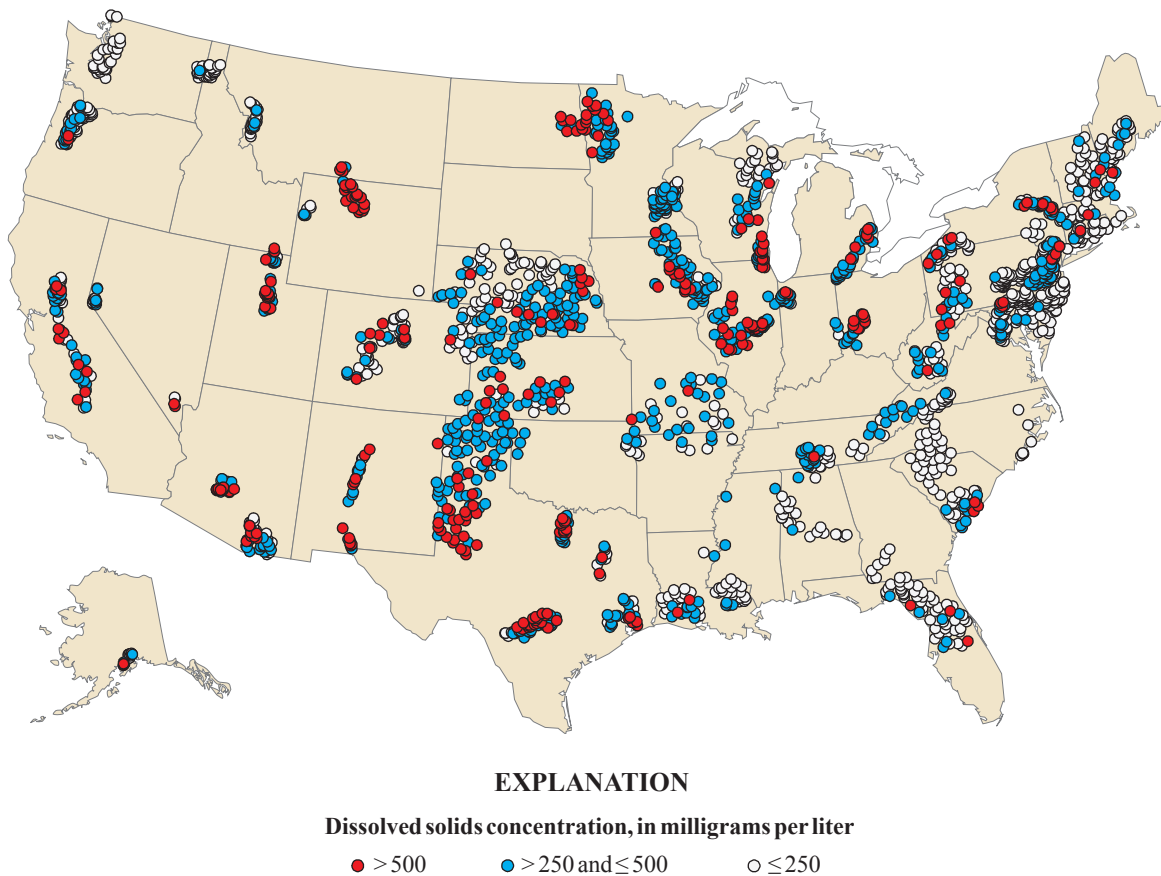 EXPLANATION
Dissolved solids concentration, in milligrams per liter
>500 >250 and ≤500 ≤250